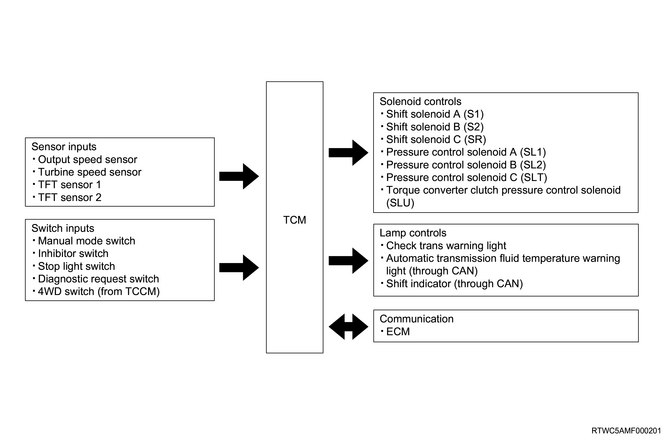 Sensor inputs
・Output speed sensor
・Turbine speed sensor
・TFT sensor 1
・TFT sensor 2
Switch inputs
・Manual mode switch
・Inhibitor switch
・Stop light switch
・Diagnostic request switch
・4WD switch (from TCCM)
TCM
Solenoid controls
・Shift solenoid A (S1)
・Shift solenoid B (S2)
・Shift solenoid C (SR)
・Pressure control solenoid A (SL1)
・Pressure control solenoid B (SL2)
・Pressure control solenoid C (SLT)
・Torque converter clutch pressure control solenoid
(SLU)
Lamp controls
・Check trans warning light
・Automatic transmission fluid temperature warning
light (through CAN)
・Shift indicator (through CAN)
Communication
・ECM
RTWC5AMF000201